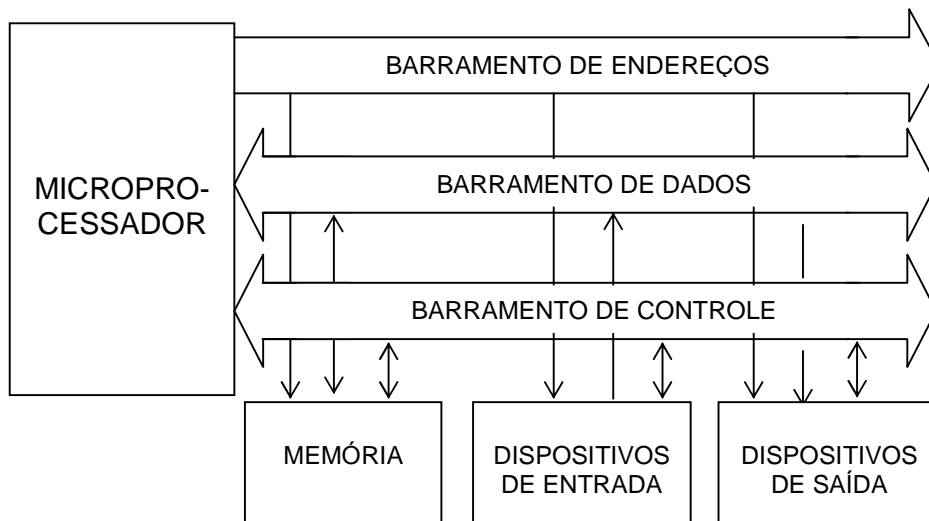 BARRAMENTO DE ENDEREÇOS
MICROPRO-
CESSADOR
BARRAMENTO DE DADOS
BARRAMENTO DE CONTROLE
MEMÓRIA
DISPOSITIVOS
DE ENTRADA
DISPOSITIVOS
DE SAÍDA